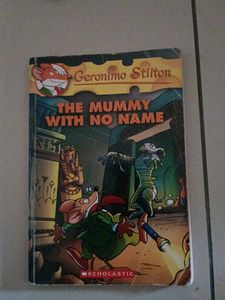 Geronimo Stilton
THE MUMMY
WITH NO NAME
SCHOLASTIC